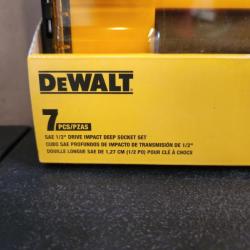 DEWALT
7
PCS/PZAS
SAE 1/2" DRIVE IMPACT DEEP SOCKET SET
CUBO SAE PROFUNDOS DE IMPACTO DE TRANSMISIÓN DE 1/2"
DOUILLE LONGUE SAE DE 1,27 CM (1/2 PO) POUR CLÉ À CHOCS